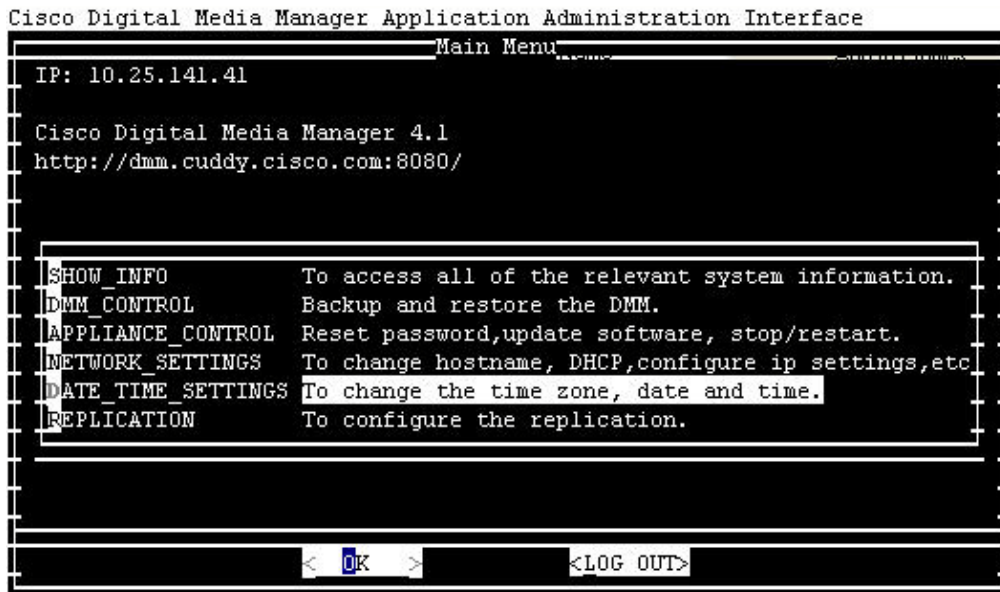 Cisco Digital Media Manager Application Administration Interface
Main Menu
IP: 10.25.141.41
Cisco Digital Media Manager 4.1
http://dmm.cuddy.cisco.com:8080/
SHOW_INFO To access all of the relevant system information.
DMM_CONTROL Backup and restore the DMM.
APPLIANCE_CONTROL Reset password,update software, stop/restart.
NETWORK_SETTINGS To change hostname, DHCP,configure ip settings,etc
DATE_TIME_SETTINGS To change the time zone, date and time.
REPLICATION To configure the replication.
< OK > <LOG OUT>